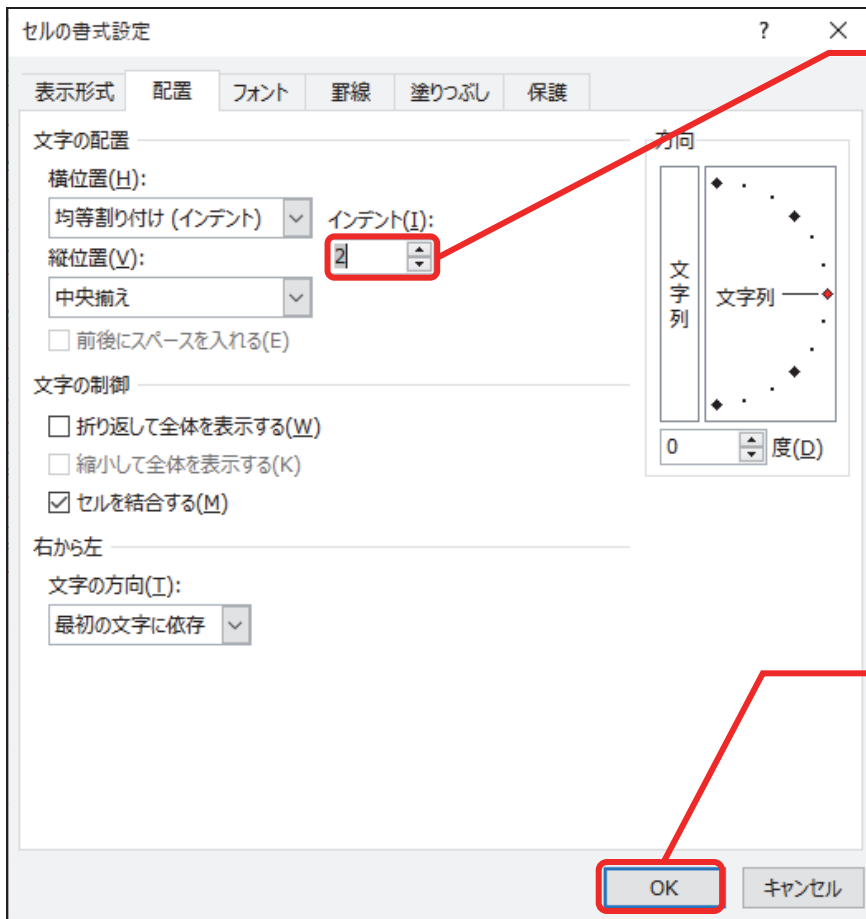 セルの書式設定 ? ×
表示形式 配置 フォント 罫線 塗りつぶし 保護
文字の配置
横位置(H):
均等割り付け (インデント)
インデント(I):
2
縦位置(V):
中央揃え
前後にスペースを入れる(E)
文字の制御
折り返して全体を表示する(W)
縮小して全体を表示する(K)
セルを結合する(M)
右から左
文字の方向(T):
最初の文字に依存
方向
文字列
文字列
0 度(D)
OK キャンセル